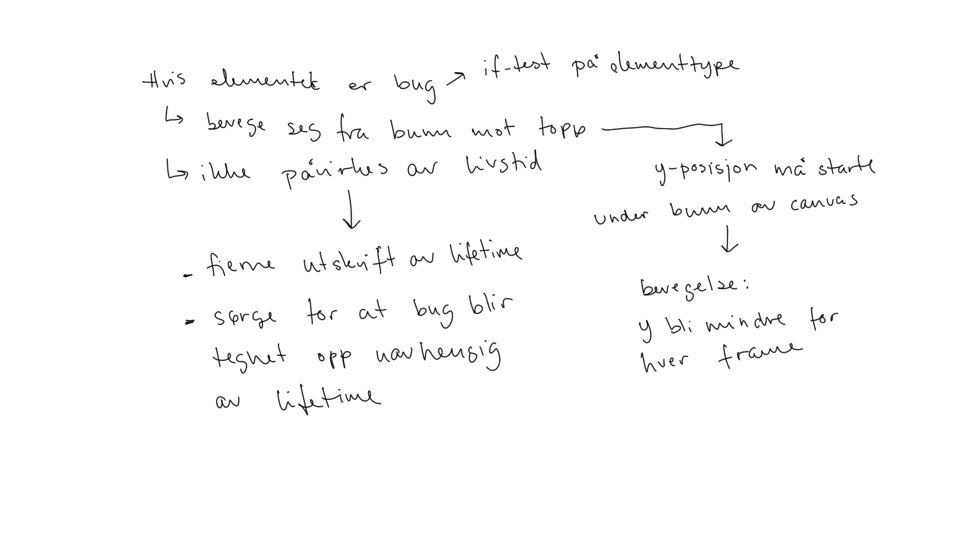 Hvis elementet er bug → if-test på elementtype
↳ bevege seg fra bunn mot topp
↳ ikke påvirkes av livstid
- fjerne utskrift av lifetime
- sørge for at bug blir
tegnet opp uavhengig
av lifetime
y-posisjon må starte
under bunn av canvas
bevegelse:
y bli mindre for
hver frame